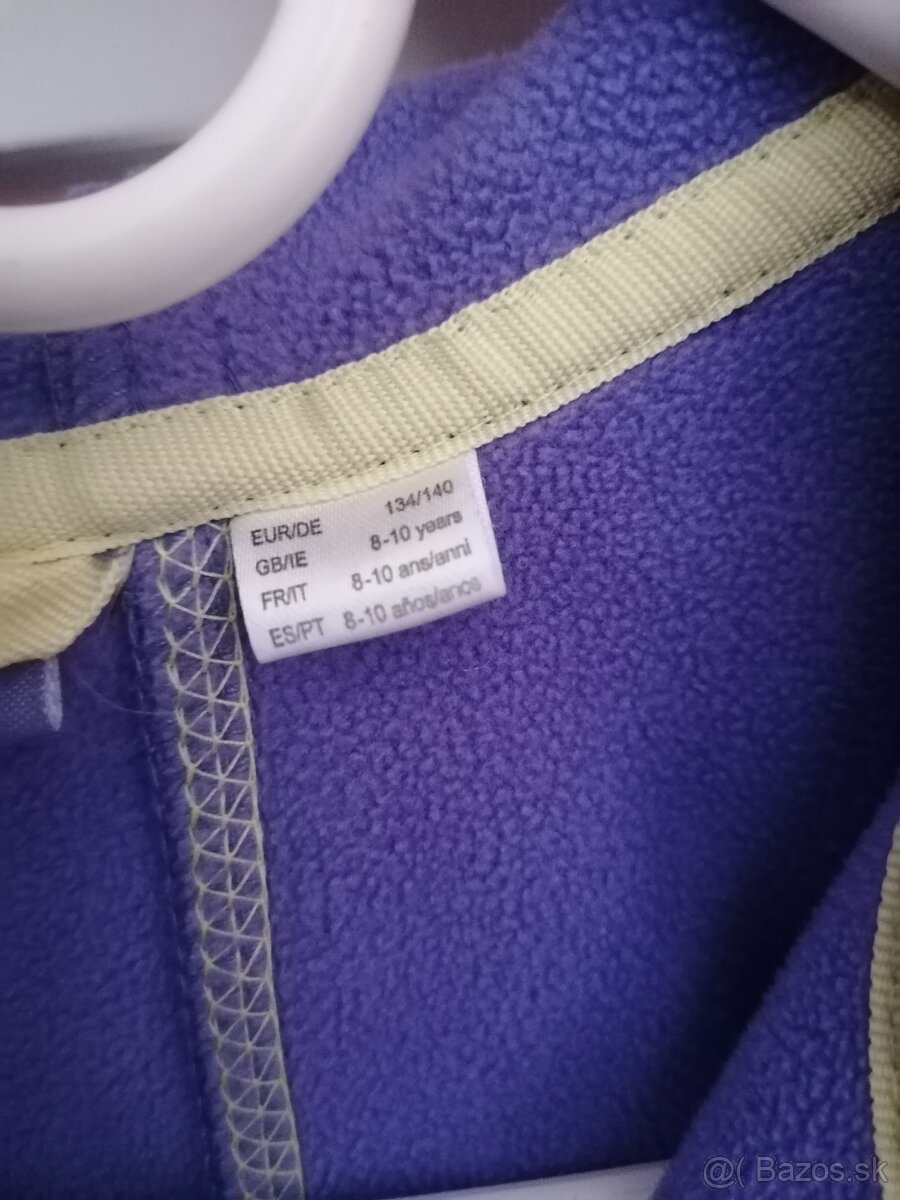 EUR/DE 134/140
GB/IE 8-10 years
FR/IT 8-10 ans/anni
ES/PT 8-10 años/anos
@( Bazos.sk